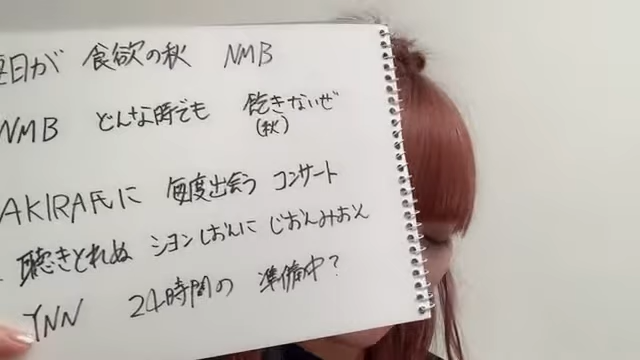 毎日が 食欲の秋 NMB
NMB どんな時でも 飽きないぜ
(秋)
AKIRA氏に 毎度出会う コンサート
聴きとれぬ ションしおんに じおんみおん
YNN 24時間の 準備中?